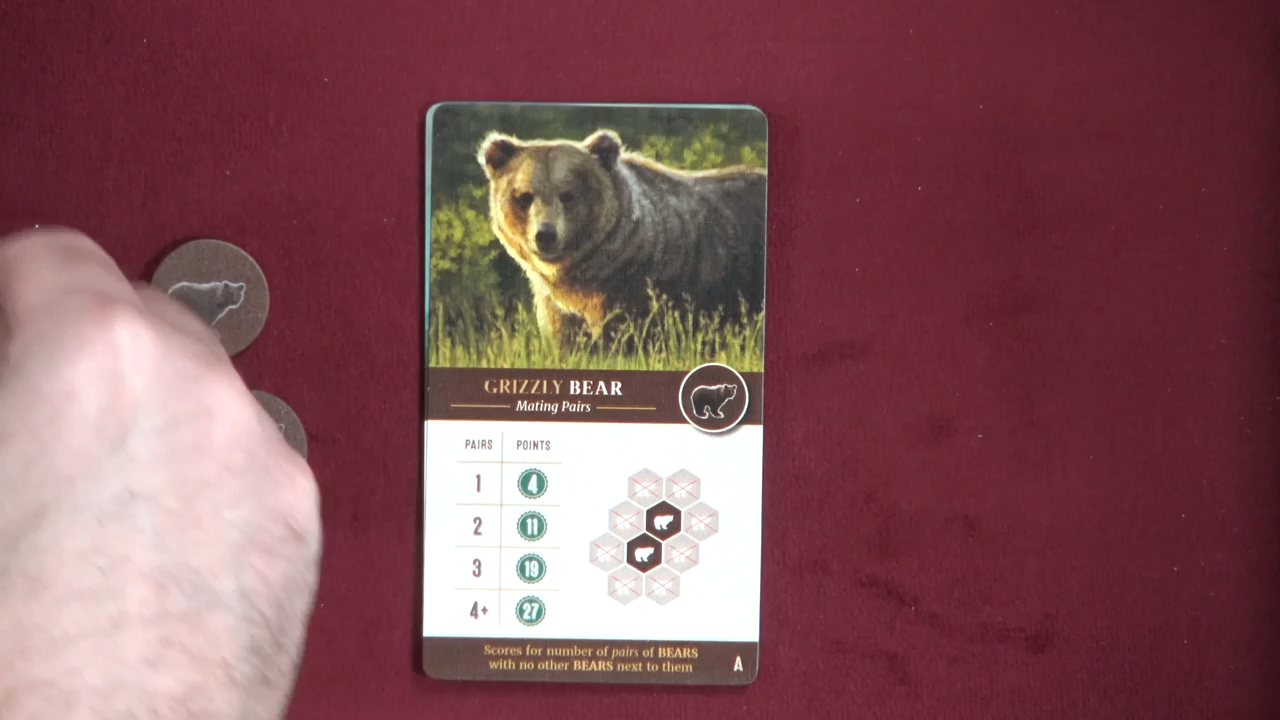 GRIZZLY BEAR
Mating Pairs
PAIRS POINTS
1 4
2 11
3 19
4+ 27
Scores for number of pairs of BEARS
with no other BEARS next to them
A